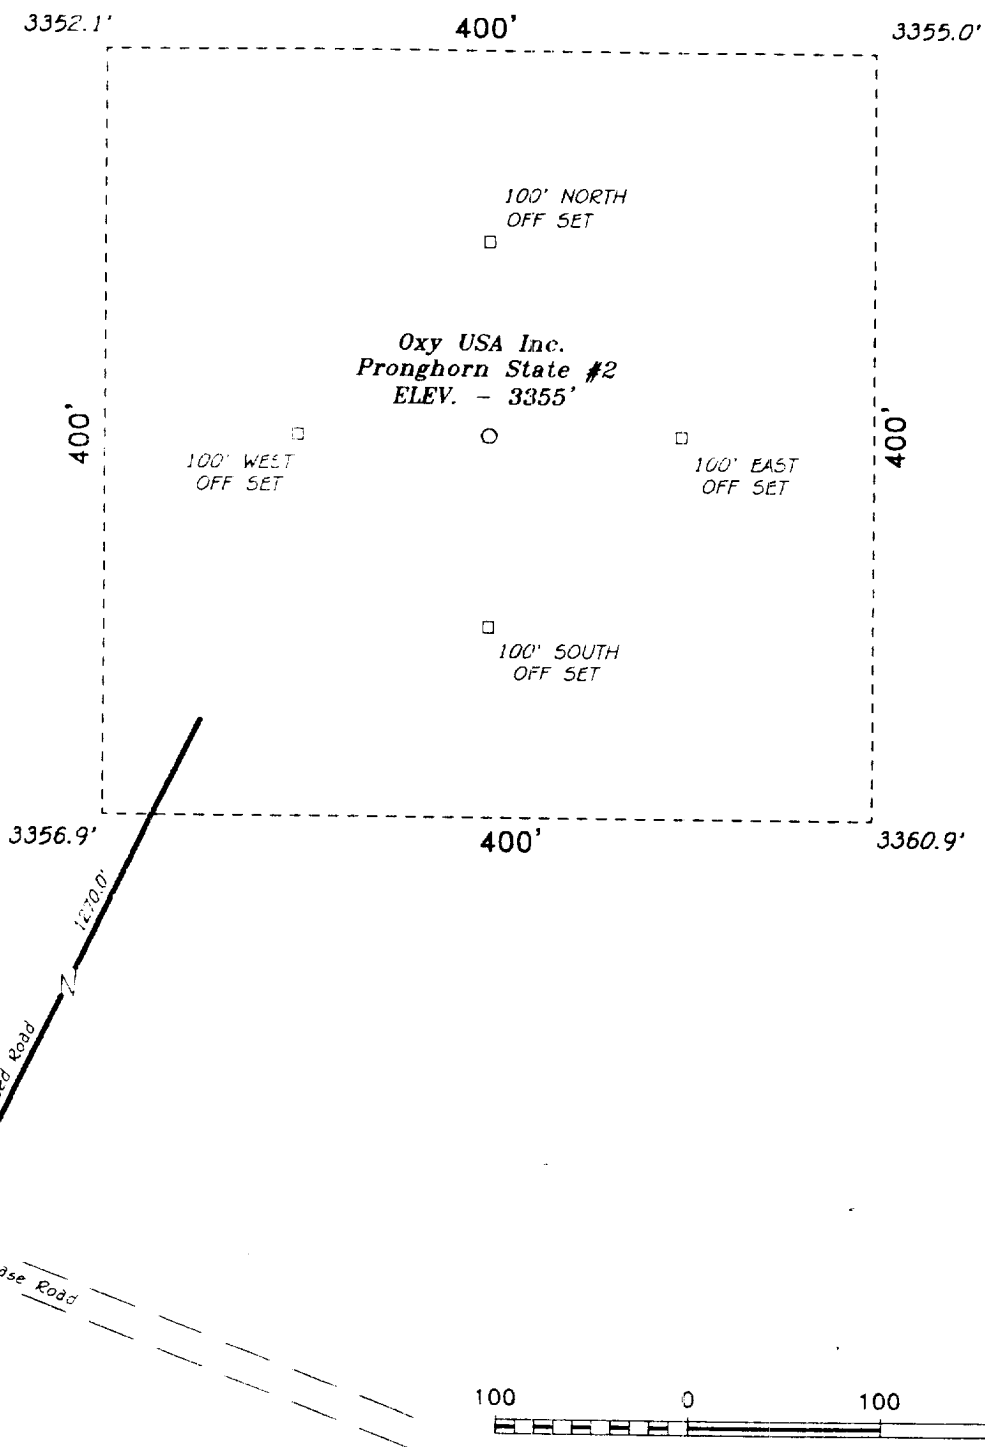 3352.1'
400'
3355.0'
100' NORTH
OFF SET
Oxy USA Inc.
Pronghorn State #2
ELEV. - 3355'
400'
400'
100' WEST
OFF SET
100' EAST
OFF SET
100' SOUTH
OFF SET
3356.9'
400'
3360.9'
1270.0'
Road
Road
100 0 100